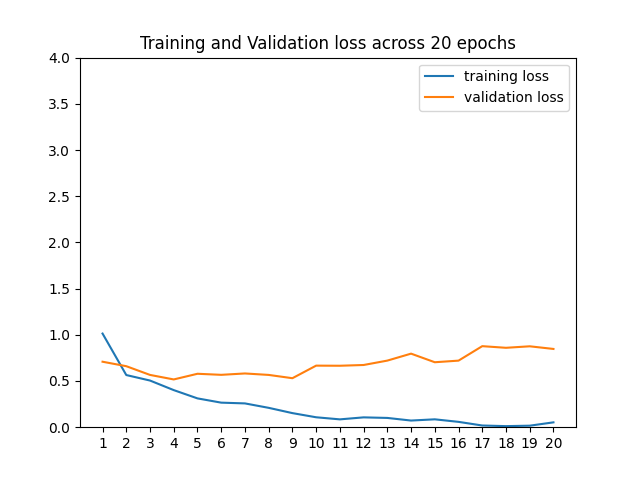 Training and Validation loss across 20 epochs
training loss
validation loss
4.0
3.5
3.0
2.5
2.0
1.5
1.0
0.5
0.0
1 2 3 4 5 6 7 8 9 10 11 12 13 14 15 16 17 18 19 20